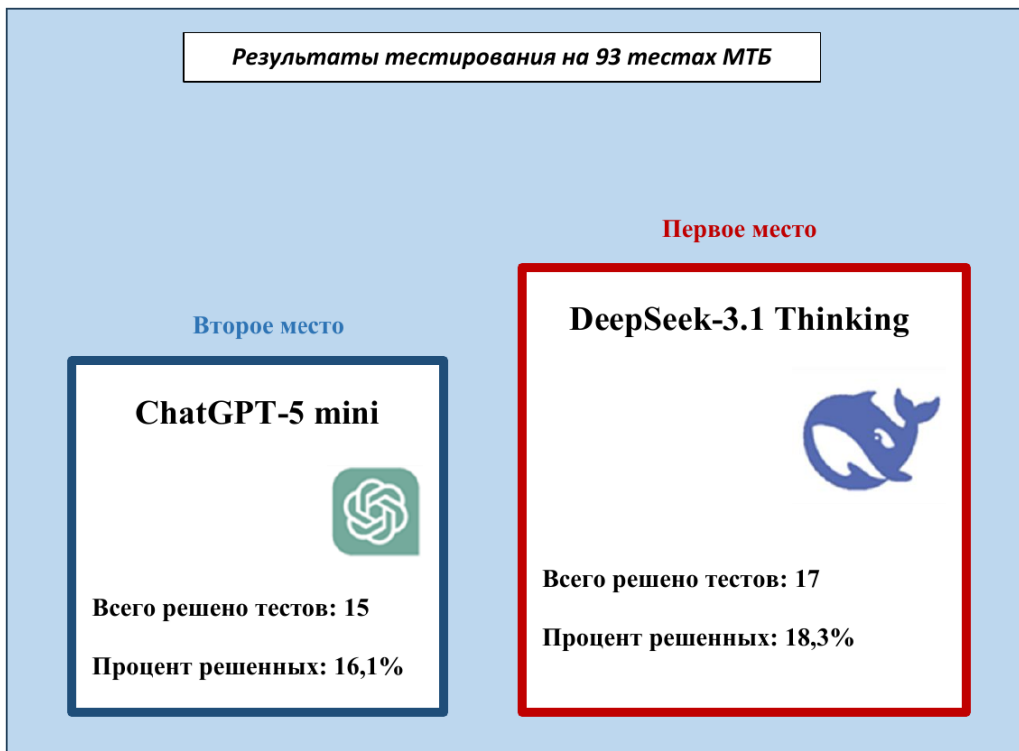 Результаты тестирования на 93 тестах МТБ
Первое место
DeepSeek-3.1 Thinking
Всего решено тестов: 17
Процент решенных: 18,3%
Второе место
ChatGPT-5 mini
Всего решено тестов: 15
Процент решенных: 16,1%